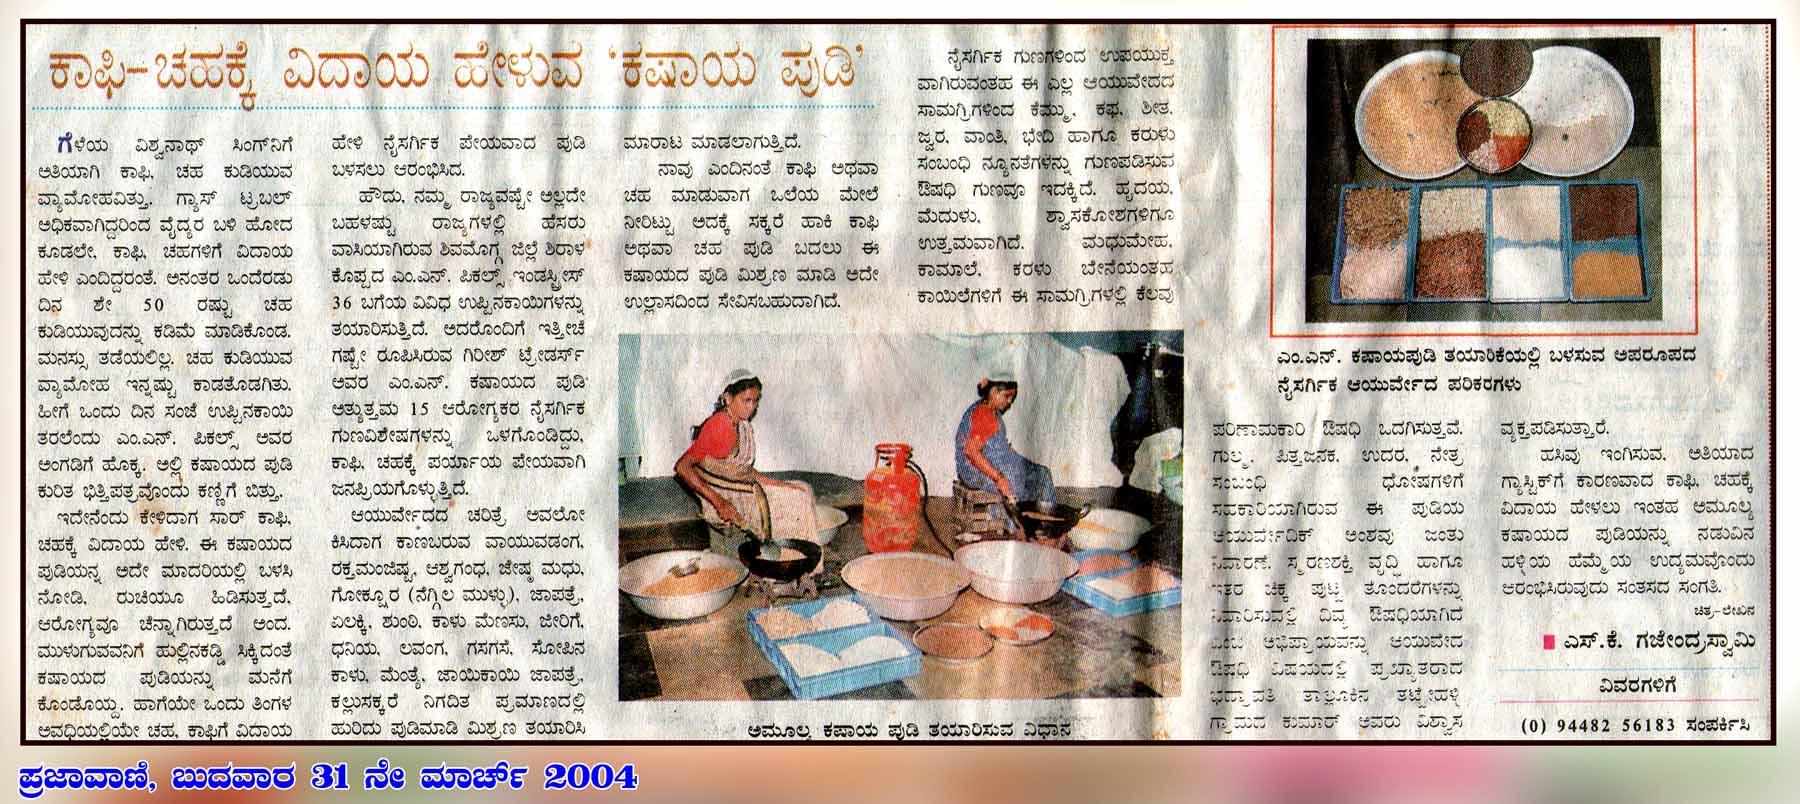 ಕಾಫಿ-ಚಹಕ್ಕೆ ವಿದಾಯ ಹೇಳುವ ‘ಕಷಾಯ ಪುಡಿ’
ಗೆಳೆಯ ವಿಶ್ವನಾಥ್ ಸಿಂಗ್‌ನಿಗೆ
ಅತಿಯಾಗಿ ಕಾಫಿ, ಚಹ ಕುಡಿಯುವ
ವ್ಯಾಮೋಹವಿತ್ತು. ಗ್ಯಾಸ್ ಟ್ರಬಲ್
ಅಧಿಕವಾಗಿದ್ದರಿಂದ ವೈದ್ಯರ ಬಳಿ ಹೋದ
ಕೂಡಲೇ, ಕಾಫಿ, ಚಹಗಳಿಗೆ ವಿದಾಯ
ಹೇಳಿ ಎಂದಿದ್ದರಂತೆ. ಅನಂತರ ಒಂದೆರಡು
ದಿನ ಶೇ 50 ರಷ್ಟು ಚಹ
ಕುಡಿಯುವುದನ್ನು ಕಡಿಮೆ ಮಾಡಿಕೊಂಡ.
ಮನಸ್ಸು ತಡೆಯಲಿಲ್ಲ. ಚಹ ಕುಡಿಯುವ
ವ್ಯಾಮೋಹ ಇನ್ನಷ್ಟು ಕಾಡತೊಡಗಿತು.
ಹೀಗೆ ಒಂದು ದಿನ ಸಂಜೆ ಉಪ್ಪಿನಕಾಯಿ
ತರಲೆಂದು ಎಂ.ಎನ್. ಪಿಕಲ್ಸ್ ಅವರ
ಅಂಗಡಿಗೆ ಹೊಕ್ಕ. ಅಲ್ಲಿ ಕಷಾಯದ ಪುಡಿ
ಕುರಿತ ಭಿತ್ತಿಪತ್ರವೊಂದು ಕಣ್ಣಿಗೆ ಬಿತ್ತು.
ಇದೇನೆಂದು ಕೇಳಿದಾಗ ಸಾರ್ ಕಾಫಿ,
ಚಹಕ್ಕೆ ವಿದಾಯ ಹೇಳಿ. ಈ ಕಷಾಯದ
ಪುಡಿಯನ್ನ ಅದೇ ಮಾದರಿಯಲ್ಲಿ ಬಳಸಿ
ನೋಡಿ, ರುಚಿಯೂ ಹಿಡಿಸುತ್ತದೆ,
ಆರೋಗ್ಯವೂ ಚೆನ್ನಾಗಿರುತ್ತದೆ ಅಂದ.
ಮುಳುಗುವವನಿಗೆ ಹುಲ್ಲಿನಕಡ್ಡಿ ಸಿಕ್ಕಿದಂತೆ
ಕಷಾಯದ ಪುಡಿಯನ್ನು ಮನೆಗೆ
ಕೊಂಡೊಯ್ದ. ಹಾಗೆಯೇ ಒಂದು ತಿಂಗಳ
ಅವಧಿಯಲ್ಲಿಯೇ ಚಹ, ಕಾಫಿಗೆ ವಿದಾಯ
ಹೇಳಿ ನೈಸರ್ಗಿಕ ಪೇಯವಾದ ಪುಡಿ
ಬಳಸಲು ಆರಂಭಿಸಿದ.
ಹೌದು, ನಮ್ಮ ರಾಜ್ಯವಷ್ಟೇ ಅಲ್ಲದೇ
ಬಹಳಷ್ಟು ರಾಜ್ಯಗಳಲ್ಲಿ ಹೆಸರು
ವಾಸಿಯಾಗಿರುವ ಶಿವಮೊಗ್ಗ ಜಿಲ್ಲೆ ಶಿರಾಳ
ಕೊಪ್ಪದ ಎಂ.ಎನ್. ಪಿಕಲ್ಸ್ ಇಂಡಸ್ಟ್ರೀಸ್
36 ಬಗೆಯ ವಿವಿಧ ಉಪ್ಪಿನಕಾಯಿಗಳನ್ನು
ತಯಾರಿಸುತ್ತಿದೆ. ಅದರೊಂದಿಗೆ ಇತ್ತೀಚೆ
ಗಷ್ಟೇ ರೂಪಿಸಿರುವ ಗಿರೀಶ್ ಟ್ರೇಡರ್ಸ್
ಅವರ ಎಂ.ಎನ್. ಕಷಾಯದ ಪುಡಿ
ಅತ್ಯುತ್ತಮ 15 ಆರೋಗ್ಯಕರ ನೈಸರ್ಗಿಕ
ಗುಣವಿಶೇಷಗಳನ್ನು ಒಳಗೊಂಡಿದ್ದು,
ಕಾಫಿ, ಚಹಕ್ಕೆ ಪರ್ಯಾಯ ಪೇಯವಾಗಿ
ಜನಪ್ರಿಯಗೊಳ್ಳುತ್ತಿದೆ.
ಆಯುರ್ವೇದದ ಚರಿತ್ರೆ ಅವಲೋ
ಕಿಸಿದಾಗ ಕಾಣಬರುವ ವಾಯುವಡಂಗ,
ರಕ್ತಮಂಜಿಷ್ಟ, ಅಶ್ವಗಂಧ, ಜೇಷ್ಠ ಮಧು,
ಗೋಕ್ಷೂರ (ನೆಗ್ಗಿಲ ಮುಳ್ಳು), ಜಾಪತ್ರೆ,
ಏಲಕ್ಕಿ, ಶುಂಠಿ, ಕಾಳು ಮೆಣಸು, ಜೀರಿಗೆ,
ಧನಿಯ, ಲವಂಗ, ಗಸಗಸೆ, ಸೋಪಿನ
ಕಾಳು, ಮೆಂತ್ಯೆ, ಜಾಯಿಕಾಯಿ ಜಾಪತ್ರೆ,
ಕಲ್ಲುಸಕ್ಕರೆ ನಿಗದಿತ ಪ್ರಮಾಣದಲ್ಲಿ
ಹುರಿದು ಪುಡಿಮಾಡಿ ಮಿಶ್ರಣ ತಯಾರಿಸಿ
ಮಾರಾಟ ಮಾಡಲಾಗುತ್ತಿದೆ.
ನಾವು ಎಂದಿನಂತೆ ಕಾಫಿ ಅಥವಾ
ಚಹ ಮಾಡುವಾಗ ಒಲೆಯ ಮೇಲೆ
ನೀರಿಟ್ಟು ಅದಕ್ಕೆ ಸಕ್ಕರೆ ಹಾಕಿ ಕಾಫಿ
ಅಥವಾ ಚಹ ಪುಡಿ ಬದಲು ಈ
ಕಷಾಯದ ಪುಡಿ ಮಿಶ್ರಣ ಮಾಡಿ ಅದೇ
ಉಲ್ಲಾಸದಿಂದ ಸೇವಿಸಬಹುದಾಗಿದೆ.
ಅಮೂಲ್ಯ ಕಷಾಯ ಪುಡಿ ತಯಾರಿಸುವ ವಿಧಾನ
ನೈಸರ್ಗಿಕ ಗುಣಗಳಿಂದ ಉಪಯುಕ್ತ
ವಾಗಿರುವಂತಹ ಈ ಎಲ್ಲ ಆಯುವೇದದ
ಸಾಮಗ್ರಿಗಳಿಂದ ಕೆಮ್ಮು, ಕಫ, ಶೀತ,
ಜ್ವರ, ವಾಂತಿ, ಭೇದಿ ಹಾಗೂ ಕರುಳು
ಸಂಬಂಧಿ ನ್ಯೂನತೆಗಳನ್ನು ಗುಣಪಡಿಸುವ
ಔಷಧಿ ಗುಣವೂ ಇದಕ್ಕಿದೆ. ಹೃದಯ,
ಮೆದುಳು, ಶ್ವಾಸಕೋಶಗಳಿಗೂ
ಉತ್ತಮವಾಗಿದೆ. ಮಧುಮೇಹ,
ಕಾಮಾಲೆ, ಕರಳು ಬೇನೆಯಂತಹ
ಕಾಯಿಲೆಗಳಿಗೆ ಈ ಸಾಮಗ್ರಿಗಳಲ್ಲಿ ಕೆಲವು
ಎಂ.ಎನ್. ಕಷಾಯಪುಡಿ ತಯಾರಿಕೆಯಲ್ಲಿ ಬಳಸುವ ಅಪರೂಪದ
ನೈಸರ್ಗಿಕ ಆಯುರ್ವೇದ ಪರಿಕರಗಳು
ಪರಿಣಾಮಕಾರಿ ಔಷಧಿ ಒದಗಿಸುತ್ತವೆ.
ಗುಲ್ಮ, ಪಿತ್ತಜನಕ, ಉದರ, ನೇತ್ರ
ಸಂಬಂಧಿ ಧೋಷಗಳಿಗೆ
ಸಹಕಾರಿಯಾಗಿರುವ ಈ ಪುಡಿಯ
ಆಯುರ್ವೇದಿಕ್ ಅಂಶವು ಜಂತು
ನಿವಾರಣೆ, ಸ್ಮರಣಶಕ್ತಿ ವೃದ್ಧಿ ಹಾಗೂ
ಇತರ ಚಿಕ್ಕ ಪುಟ್ಟ ತೊಂದರೆಗಳನ್ನು
ನಿವಾರಿಸುವಲ್ಲಿ ದಿವ್ಯ ಔಷಧಿಯಾಗಿದೆ
ಎಂಬ ಅಭಿಪ್ರಾಯವನ್ನು ಆಯುವೇದ
ಔಷಧಿ ವಿಷಯದಲ್ಲಿ ಪ್ರಖ್ಯಾತರಾದ
ಭದ್ರಾವತಿ ತಾಲ್ಲೂಕಿನ ತಟ್ಟೇಹಳ್ಳಿ
ಗ್ರಾಮದ ಕುಮಾರ್ ಅವರು ವಿಶ್ವಾಸ
ವ್ಯಕ್ತಪಡಿಸುತ್ತಾರೆ.
ಹಸಿವು ಇಂಗಿಸುವ, ಅತಿಯಾದ
ಗ್ಯಾಸ್ಟ್ರಿಕ್‌ಗೆ ಕಾರಣವಾದ ಕಾಫಿ, ಚಹಕ್ಕೆ
ವಿದಾಯ ಹೇಳಲು ಇಂತಹ ಅಮೂಲ್ಯ
ಕಷಾಯದ ಪುಡಿಯನ್ನು ನಡುವಿನ
ಹಳ್ಳಿಯ ಹೆಮ್ಮೆಯ ಉದ್ಯಮವೊಂದು
ಆರಂಭಿಸಿರುವುದು ಸಂತಸದ ಸಂಗತಿ.
ಚಿತ್ರ-ಲೇಖನ
ಎಸ್.ಕೆ. ಗಜೇಂದ್ರಸ್ವಾಮಿ
ವಿವರಗಳಿಗೆ
(0) 94482 56183 ಸಂಪರ್ಕಿಸಿ
ಪ್ರಜಾವಾಣಿ, ಬುದವಾರ 31 ನೇ ಮಾರ್ಚ್ 2004